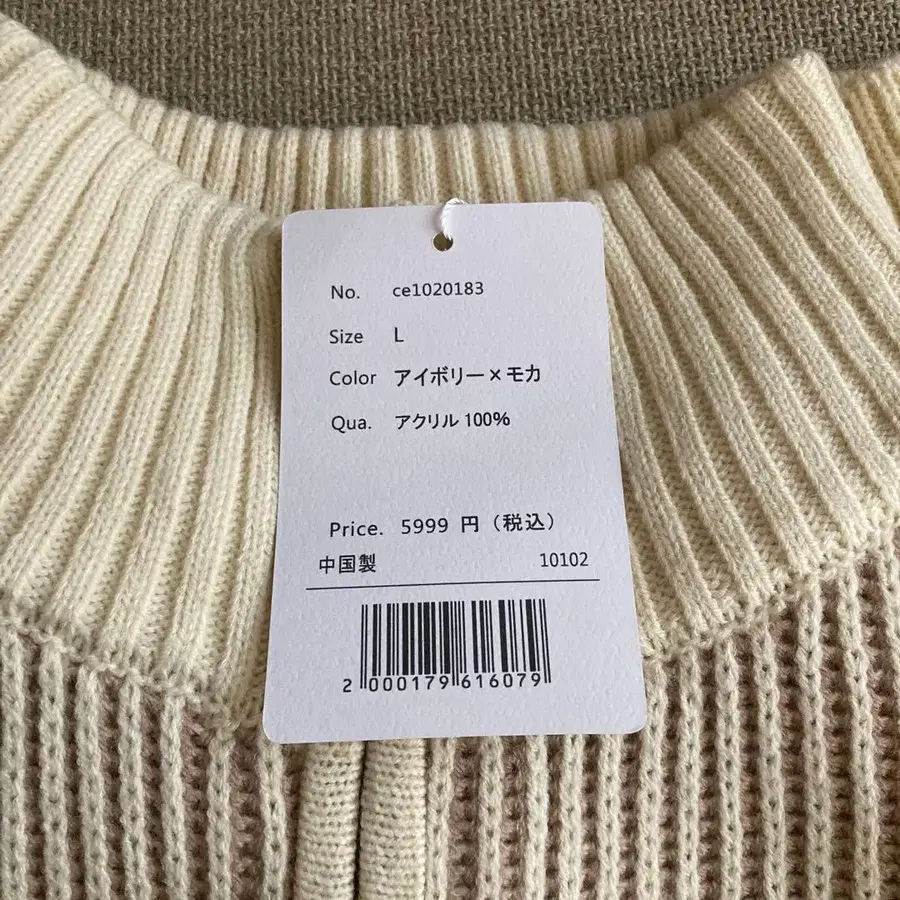 No. ce1020183
Size L
Color アイボリー×モカ
Qua. アクリル 100%
Price. 5999 円（税込）
中国製 10102
2 000179 616079